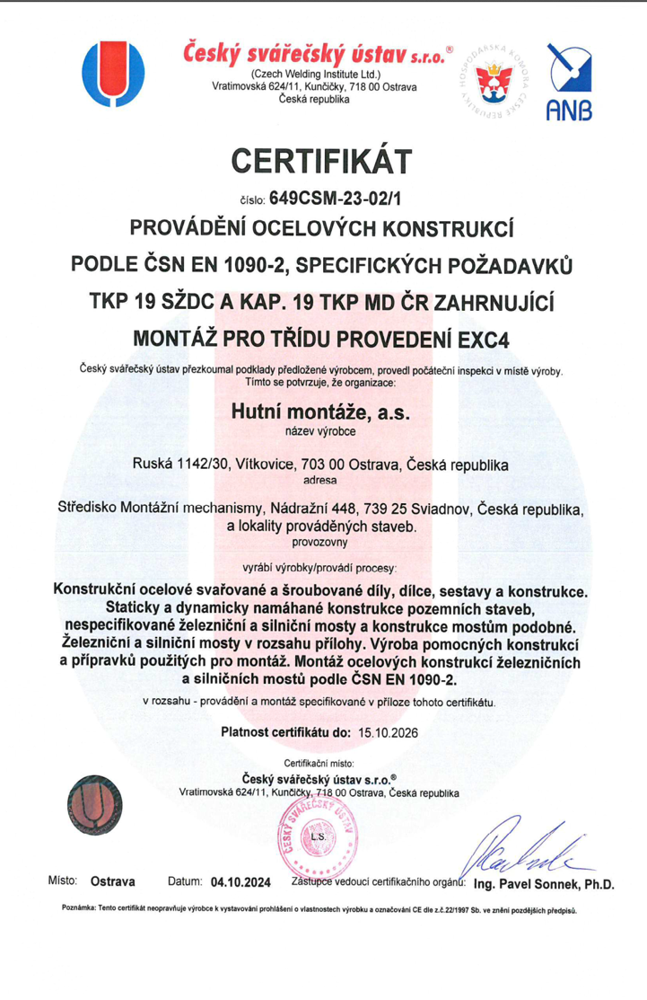 Český svářečský ústav s.r.o.®
(Czech Welding Institute Ltd.)
Vratimovská 624/11, Kunčičky, 718 00 Ostrava
Česká republika
HOSPODÁŘSKÁ KOMORA ČESKÉ REPUBLIKY
ANB
CERTIFIKÁT
číslo: 649CSM-23-02/1
PROVÁDĚNÍ OCELOVÝCH KONSTRUKCÍ
PODLE ČSN EN 1090-2, SPECIFICKÝCH POŽADAVKŮ
TKP 19 SŽDC A KAP. 19 TKP MD ČR ZAHRNUJÍCÍ
MONTÁŽ PRO TŘÍDU PROVEDENÍ EXC4
Český svářečský ústav přezkoumal podklady předložené výrobcem, provedl počáteční inspekci v místě výroby.
Tímto se potvrzuje, že organizace:
Hutní montáže, a.s.
název výrobce
Ruská 1142/30, Vítkovice, 703 00 Ostrava, Česká republika
adresa
Středisko Montážní mechanismy, Nádražní 448, 739 25 Sviadnov, Česká republika,
a lokality prováděných staveb.
provozovny
vyrábí výrobky/provádí procesy:
Konstrukční ocelové svařované a šroubované díly, dílce, sestavy a konstrukce.
Staticky a dynamicky namáhané konstrukce pozemních staveb,
nespecifikované železniční a silniční mosty a konstrukce mostům podobné.
Železniční a silniční mosty v rozsahu přílohy. Výroba pomocných konstrukcí
a přípravků použitých pro montáž. Montáž ocelových konstrukcí železničních
a silničních mostů podle ČSN EN 1090-2.
v rozsahu - provádění a montáž specifikované v příloze tohoto certifikátu.
Platnost certifikátu do: 15.10.2026
Certifikační místo:
Český svářečský ústav s.r.o.®
Vratimovská 624/11, Kunčičky, 718 00 Ostrava, Česká republika
ČESKÝ SVÁŘEČSKÝ ÚSTAV
L.S.
Místo: Ostrava Datum: 04.10.2024 Zástupce vedoucí certifikačního orgánu: Ing. Pavel Sonnek, Ph.D.
Poznámka: Tento certifikát neopravňuje výrobce k vystavování prohlášení o vlastnostech výrobku a označování CE dle z.č.22/1997 Sb. ve znění pozdějších předpisů.